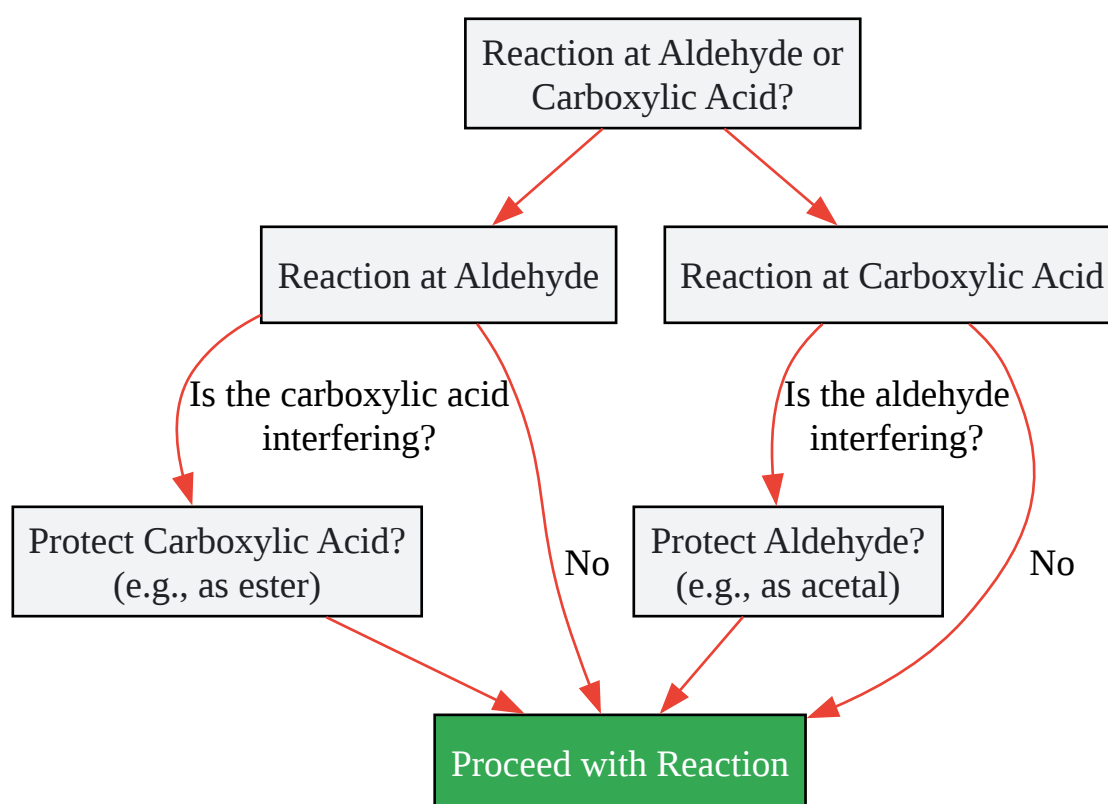 Reaction at Aldehyde or
Carboxylic Acid?
Reaction at Aldehyde
Reaction at Carboxylic Acid
Is the carboxylic acid
interfering?
Is the aldehyde
interfering?
Protect Carboxylic Acid?
(e.g., as ester)
No
Protect Aldehyde?
(e.g., as acetal)
No
Proceed with Reaction